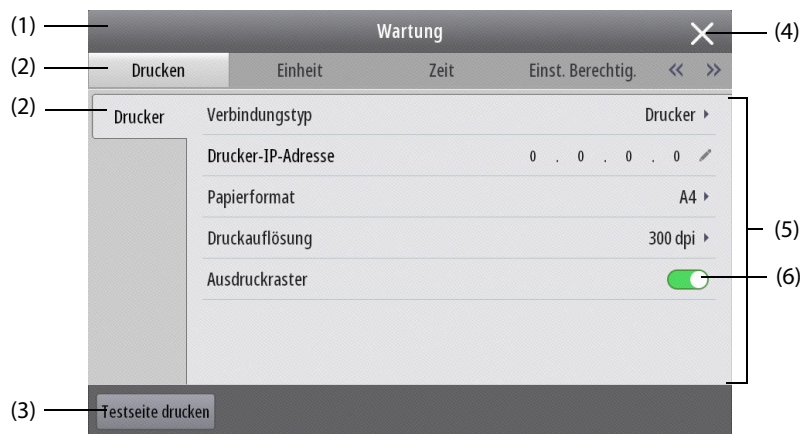 (1) Wartung (4)
(2) Drucken Einheit Zeit Einst. Berechtig. << >>
(2) Drucker Verbindungstyp Drucker
Drucker-IP-Adresse 0 . 0 . 0 . 0
Papierformat A4
Druckauflösung 300 dpi (5)
Ausdruckraster (6)
(3) Testseite drucken